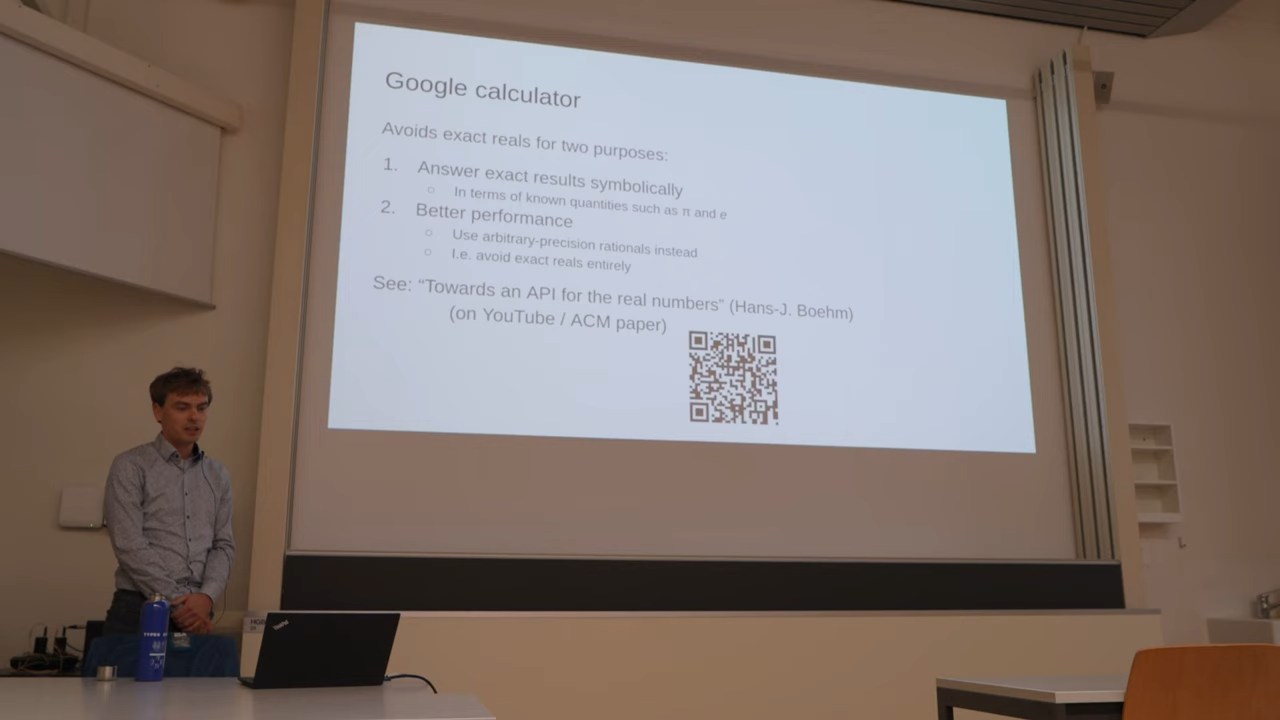 Google calculator
Avoids exact reals for two purposes:
1. Answer exact results symbolically
○ In terms of known quantities such as π and e
2. Better performance
○ Use arbitrary-precision rationals instead
○ I.e. avoid exact reals entirely
See: “Towards an API for the real numbers” (Hans-J. Boehm)
(on YouTube / ACM paper)
ThinkPad
TYPES